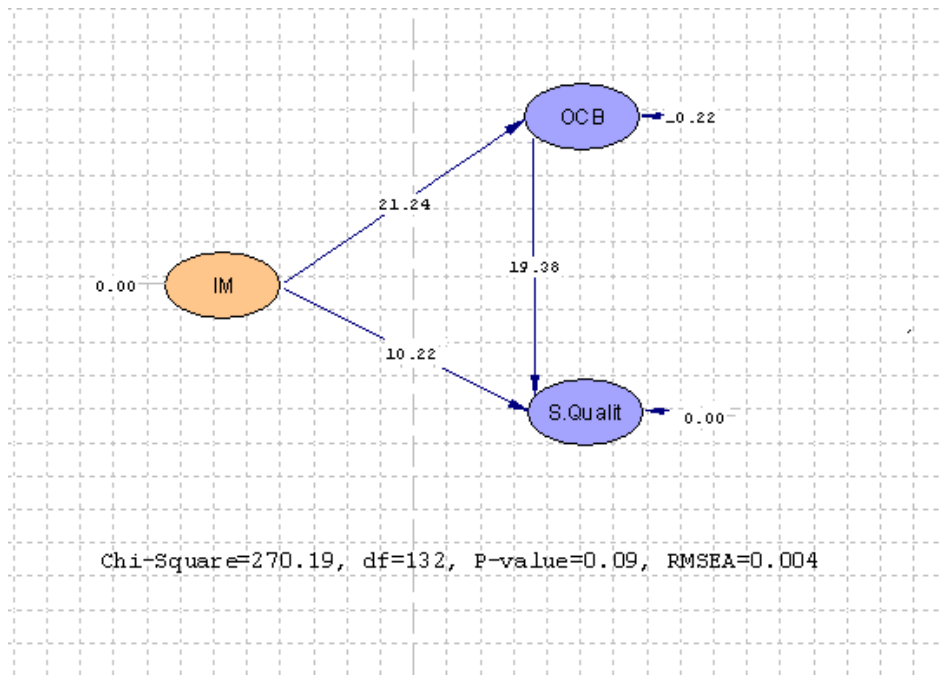 OCB
_0.22
21.24
19.38
0.00
IM
10.22
S.Qualit
0.00
Chi-Square=270.19, df=132, P-value=0.09, RMSEA=0.004